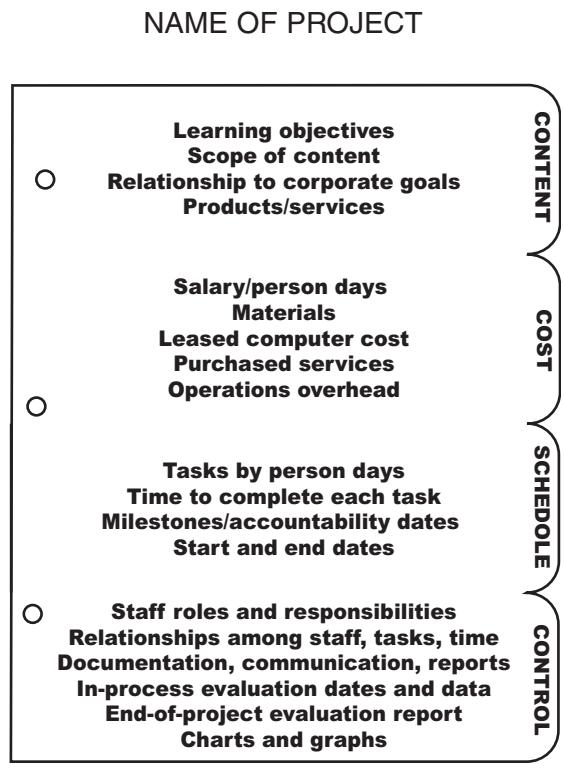 NAME OF PROJECT
Learning objectives
Scope of content
Relationship to corporate goals
Products/services
CONTENT
Salary/person days
Materials
Leased computer cost
Purchased services
Operations overhead
COST
Tasks by person days
Time to complete each task
Milestones/accountability dates
Start and end dates
SCHEDOLE
Staff roles and responsibilities
Relationships among staff, tasks, time
Documentation, communication, reports
In-process evaluation dates and data
End-of-project evaluation report
Charts and graphs
CONTROL